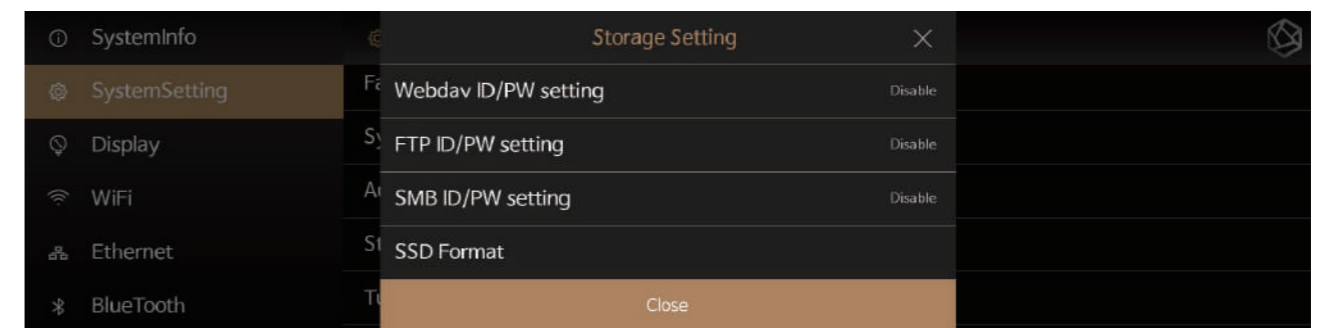 SystemInfo
SystemSetting
Display
WiFi
Ethernet
BlueTooth
Storage Setting
Webdav ID/PW setting Disable
FTP ID/PW setting Disable
SMB ID/PW setting Disable
SSD Format
Close